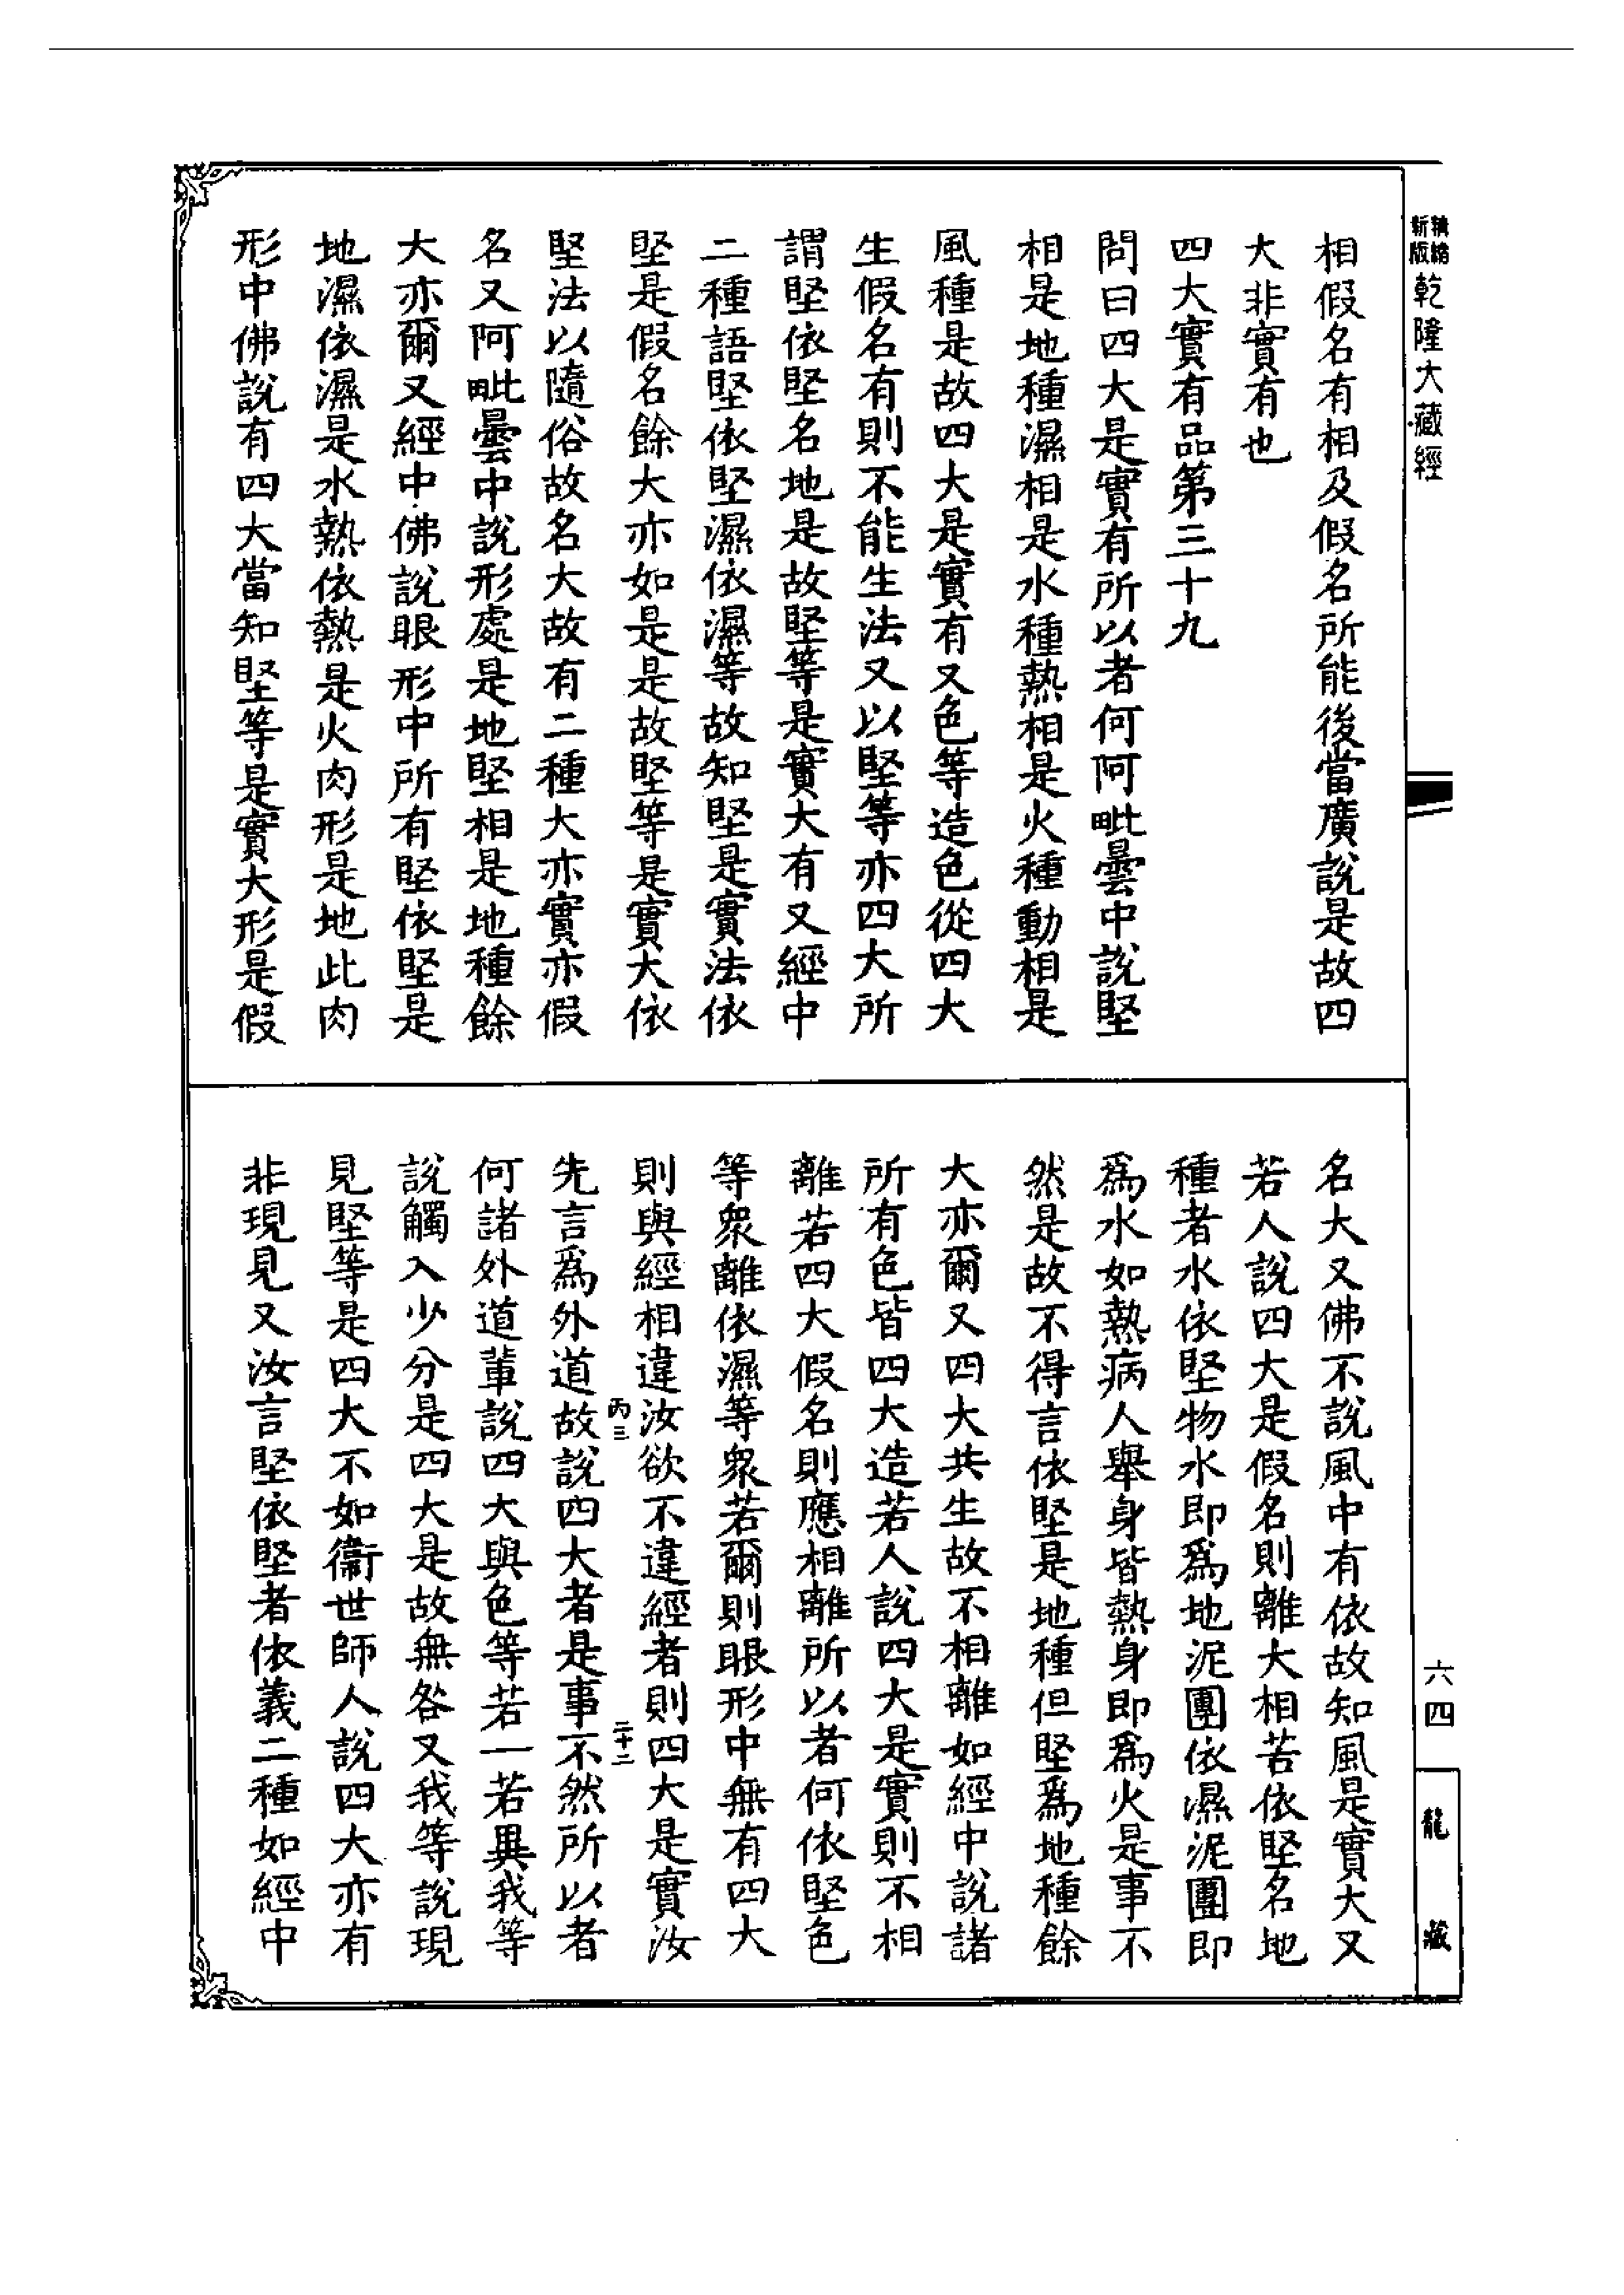 精縮新版乾隆大藏經
相假名有相及假名所能後當廣說是故四
大非實有也
四大實有品第三十九
問曰四大是實有所以者何阿毗曇中說堅
相是地種濕相是水種熱相是火種動相是
風種是故四大是實有又色等造色從四大
生假名有則不能生法又以堅等亦四大所
謂堅依堅名地是故堅等是實大有又經中
二種語堅依堅濕依濕等故知堅是實法依
堅是假名餘大亦如是是故堅等是實大依
堅法以隨俗故名大故有二種大亦實亦假
名又阿毗曇中說形處是地堅相是地種餘
大亦爾又經中佛說眼形中所有堅依堅是
地濕依濕是水熱依熱是火肉形是地此肉
形中佛說有四大當知堅等是實大形是假
名大又佛不說風中有依故知風是實大又
若人說四大是假名則離大相若依堅名地
種者水依堅物水即爲地泥團依濕泥團即
爲水如熱病人舉身皆熱身即爲火是事不
然是故不得言依堅是地種但堅爲地種餘
大亦爾又四大共生故不相離如經中說諸
所有色皆四大造若人說四大是實則不相
離若四大假名則應相離所以者何依堅色
等衆離依濕等衆若爾則眼形中無有四大
則與經相違汝欲不違經者則四大是實汝
丙三
二十二
先言爲外道故說四大者是事不然所以者
何諸外道輩說四大與色等若一若異我等
說觸入少分是四大是故無咎又我等說現
見堅等是四大不如衞世師人說四大亦有
非現見又汝言堅依堅者依義二種如經中
六四
龍藏